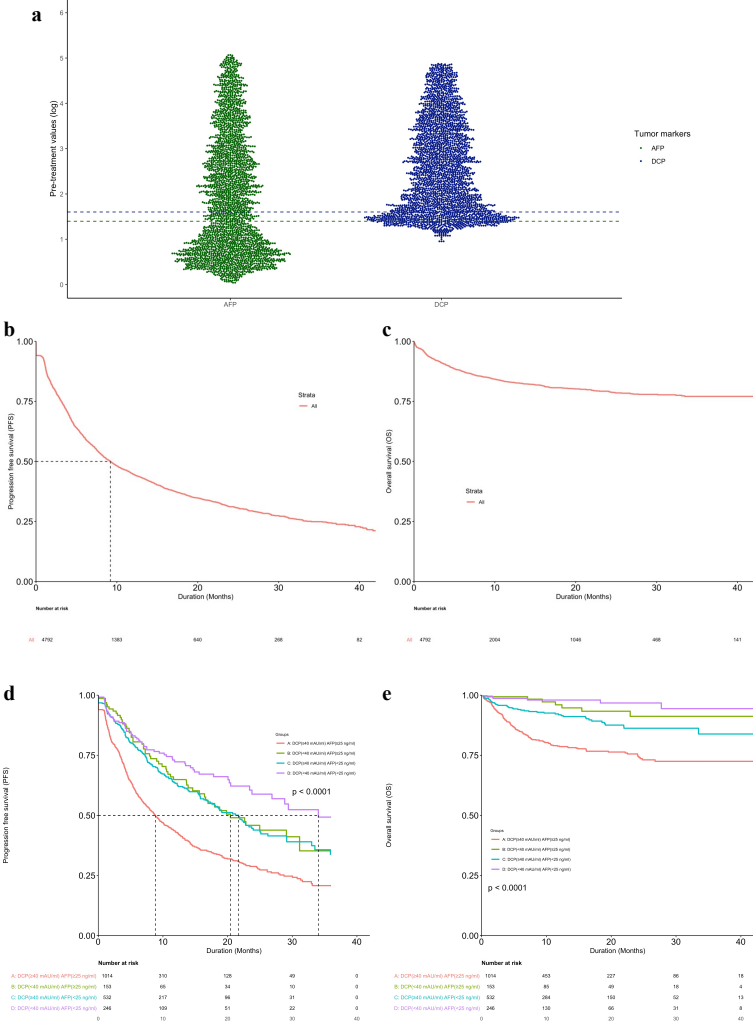 a
6
5
4
3
2
1
0
Pre-treatment values (log)
AFP
DCP
Tumor markers
AFP
DCP
b
1.00
0.75
0.50
0.25
0.00
Progression free survival (PFS)
0
10
20
30
40
Duration (Months)
Strata
All
Number at risk
All 4792 1383 640 268 82
c
1.00
0.75
0.50
0.25
0.00
Overall survival (OS)
0
10
20
30
40
Duration (Months)
Strata
All
Number at risk
All 4792 2004 1046 468 141
d
1.00
0.75
0.50
0.25
0.00
Progression free survival (PFS)
Groups
A: DCP(≥40 mAU/ml) AFP(≥25 ng/ml)
B: DCP(<40 mAU/ml) AFP(≥25 ng/ml)
C: DCP(≥40 mAU/ml) AFP(<25 ng/ml)
D: DCP(<40 mAU/ml) AFP(<25 ng/ml)
p < 0.0001
0
10
20
30
40
Duration (Months)
Number at risk
A: DCP(≥40 mAU/ml) AFP(≥25 ng/ml) 1014 310 128 49 0
B: DCP(<40 mAU/ml) AFP(≥25 ng/ml) 153 66 34 10 0
C: DCP(≥40 mAU/ml) AFP(<25 ng/ml) 532 217 96 31 0
D: DCP(<40 mAU/ml) AFP(<25 ng/ml) 246 109 51 22 0
0 10 20 30 40
e
1.00
0.75
0.50
0.25
0.00
Overall survival (OS)
Groups
A: DCP(≥40 mAU/ml) AFP(≥25 ng/ml)
B: DCP(<40 mAU/ml) AFP(≥25 ng/ml)
C: DCP(≥40 mAU/ml) AFP(<25 ng/ml)
D: DCP(<40 mAU/ml) AFP(<25 ng/ml)
p < 0.0001
0
10
20
30
40
Duration (Months)
Number at risk
A: DCP(≥40 mAU/ml) AFP(≥25 ng/ml) 1014 453 227 86 18
B: DCP(<40 mAU/ml) AFP(≥25 ng/ml) 153 85 49 18 4
C: DCP(≥40 mAU/ml) AFP(<25 ng/ml) 532 284 150 52 13
D: DCP(<40 mAU/ml) AFP(<25 ng/ml) 246 130 66 31 8
0 10 20 30 40